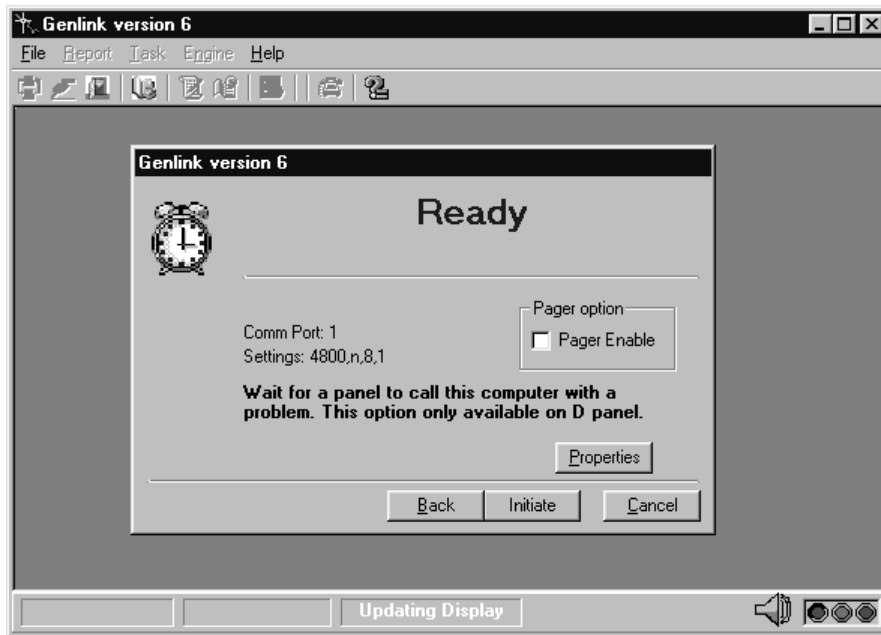 Genlink version 6
File Report Task Engine Help
Genlink version 6
Ready
Pager option
Pager Enable
Comm Port: 1
Settings: 4800,n,8,1
Wait for a panel to call this computer with a
problem. This option only available on D panel.
Properties
Back Initiate Cancel
Updating Display